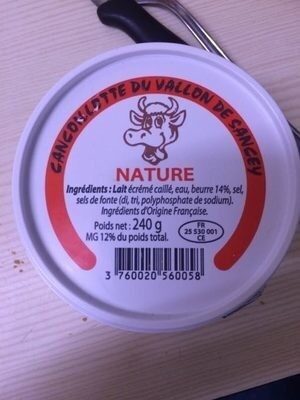 CANCOILLOTTE DU VALLON DE SANCEY
NATURE
Ingrédients : Lait écrémé caillé, eau, beurre 14%, sel,
sels de fonte (di, tri, polyphosphate de sodium).
Ingrédients d'Origine Française.
Poids net : 240 g
MG 12% du poids total.
FR
25 530 001
CE
3 760020 560058